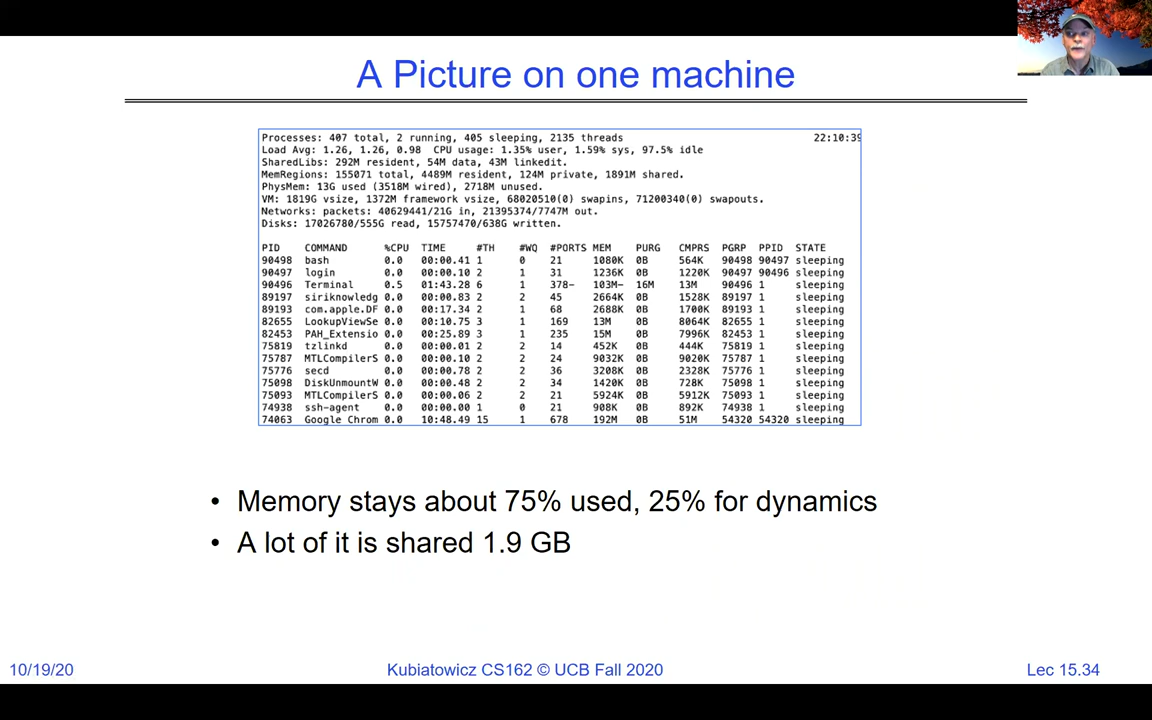 A Picture on one machine
Processes: 407 total, 2 running, 405 sleeping, 2135 threads 22:10:39
Load Avg: 1.26, 1.26, 0.98 CPU usage: 1.35% user, 1.59% sys, 97.5% idle
SharedLibs: 292M resident, 54M data, 43M linkedit.
MemRegions: 155071 total, 4489M resident, 124M private, 1891M shared.
PhysMem: 13G used (3518M wired), 2718M unused.
VM: 1819G vsize, 1372M framework vsize, 68020510(0) swapins, 71200340(0) swapouts.
Networks: packets: 40629441/21G in, 21395374/7747M out.
Disks: 17026780/555G read, 15757470/638G written.
PID COMMAND %CPU TIME #TH #WQ #PORTS MEM PURG CMPRS PGRP PPID STATE
90498 bash 0.0 00:00.41 1 0 21 1080K 0B 564K 90498 90497 sleeping
90497 login 0.0 00:00.10 2 1 31 1236K 0B 1220K 90497 90496 sleeping
90496 Terminal 0.5 01:43.28 6 1 378- 103M- 16M 13M 90496 1 sleeping
89197 siriknowledg 0.0 00:00.83 2 2 45 2664K 0B 1528K 89197 1 sleeping
89193 com.apple.DF 0.0 00:17.34 2 1 68 2688K 0B 1700K 89193 1 sleeping
82655 LookupViewSe 0.0 00:10.75 3 1 169 13M 0B 8064K 82655 1 sleeping
82453 PAH_Extensio 0.0 00:25.89 3 1 235 15M 0B 7996K 82453 1 sleeping
75819 tzlinkd 0.0 00:00.01 2 2 14 452K 0B 444K 75819 1 sleeping
75787 MTLCompilerS 0.0 00:00.10 2 2 24 9032K 0B 9020K 75787 1 sleeping
75776 secd 0.0 00:00.78 2 2 36 3208K 0B 2328K 75776 1 sleeping
75098 DiskUnmountW 0.0 00:00.48 2 2 34 1420K 0B 728K 75098 1 sleeping
75093 MTLCompilerS 0.0 00:00.06 2 2 21 5924K 0B 5912K 75093 1 sleeping
74938 ssh-agent 0.0 00:00.00 1 0 21 908K 0B 892K 74938 1 sleeping
74063 Google Chrom 0.0 10:48.49 15 1 678 192M 0B 51M 54320 54320 sleeping
• Memory stays about 75% used, 25% for dynamics
• A lot of it is shared 1.9 GB
10/19/20 Kubiatowicz CS162 © UCB Fall 2020 Lec 15.34